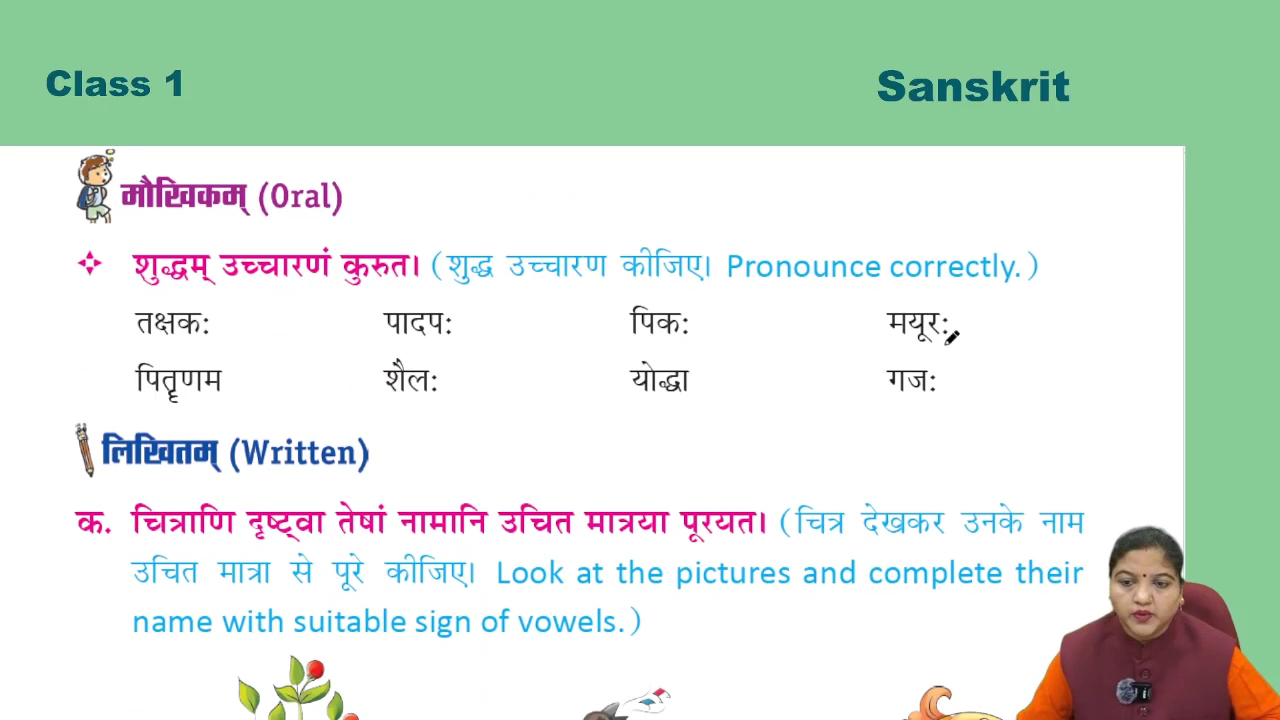 Class 1 Sanskrit
मौखिकम् (Oral)
शुद्धम् उच्चारणं कुरुत। (शुद्ध उच्चारण कीजिए। Pronounce correctly.)
तक्षकः पादपः पिकः मयूरः
पितॄणम शैलः योद्धा गजः
लिखितम् (Written)
क. चित्राणि दृष्ट्वा तेषां नामानि उचित मात्रया पूरयत। (चित्र देखकर उनके नाम
उचित मात्रा से पूरे कीजिए। Look at the pictures and complete their
name with suitable sign of vowels.)